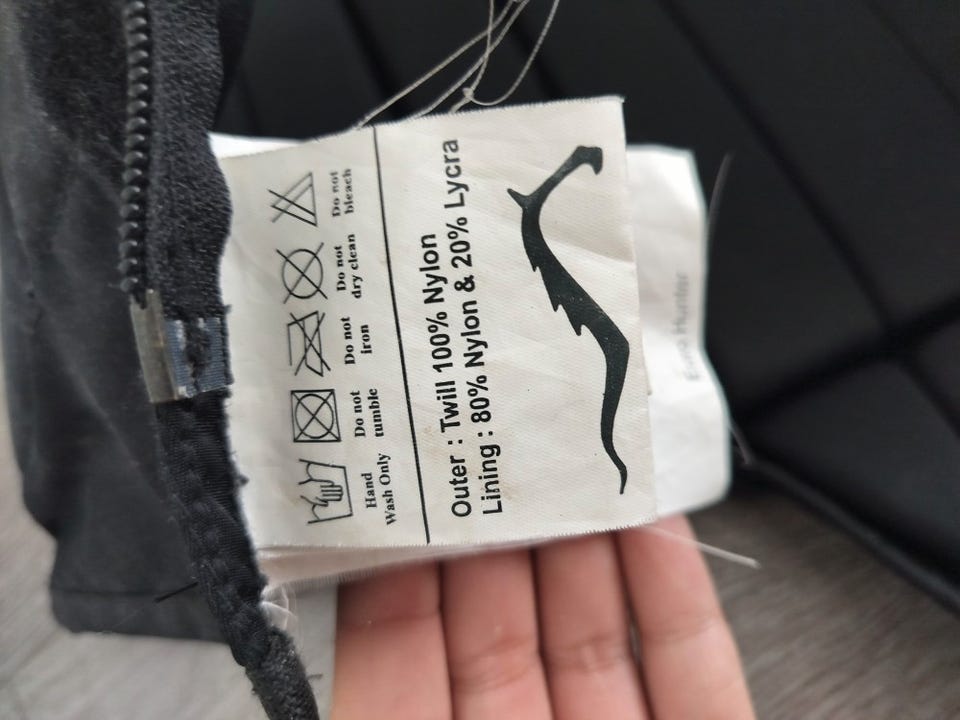 Hand
Wash Only
Do not
tumble
Do not
iron
Do not
dry clean
Do not
bleach
Outer : Twill 100% Nylon
Lining : 80% Nylon & 20% Lycra
Hunter